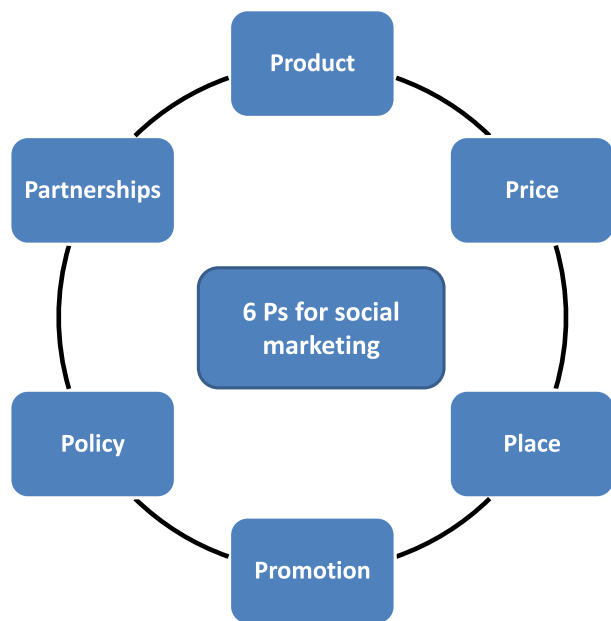 Product
Partnerships
Price
6 Ps for social
marketing
Policy
Place
Promotion